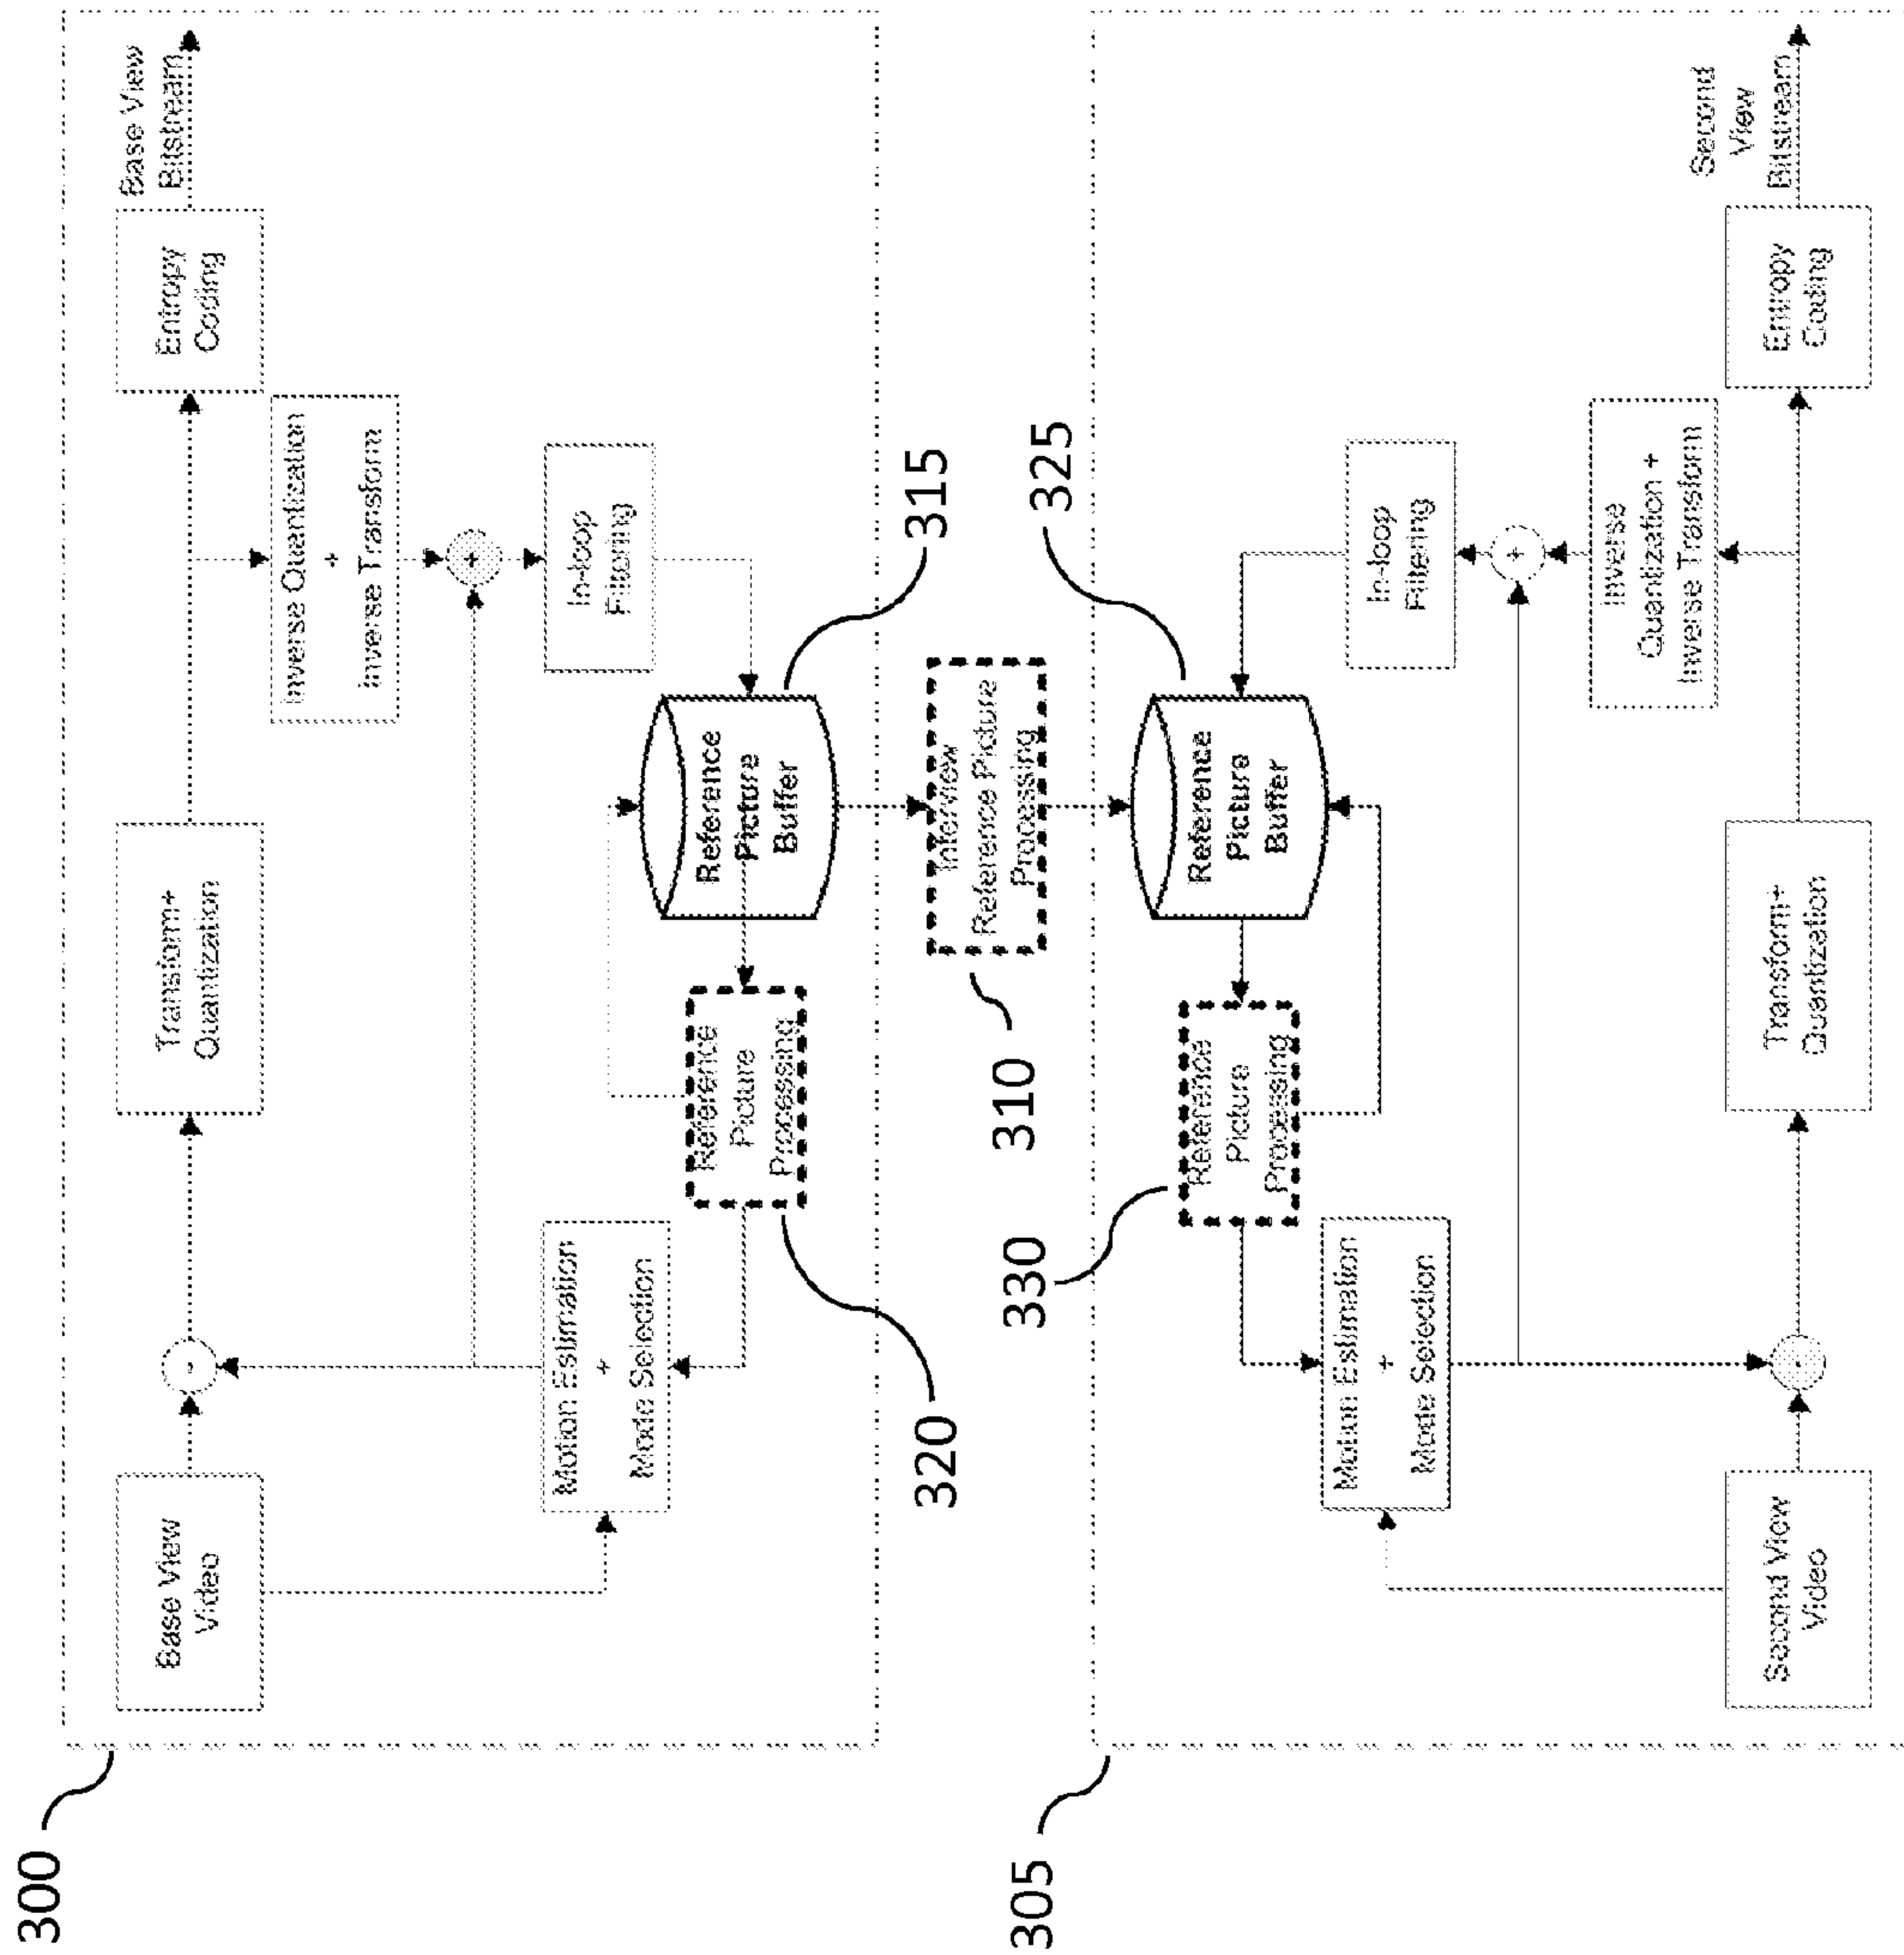 300
Base View
Video
Transfom+
Quantization
Entropy
Coding
Base View
Bitstream
Inverse Quantization
+
Inverse Transform
+
-
Motion Estimation
+
Mode Selection
In-loop
Filtering
Reference
Picture
Processing
Reference
Picture
Buffer
320
315
Interview
Reference Picture
Processing
310
305
330
325
Reference
Picture
Processing
Reference
Picture
Buffer
In-loop
Filtering
Motion Estimation
+
Mode Selection
+
Inverse
Quantization +
Inverse Transform
Second View
Video
-
Transform+
Quantization
Entropy
Coding
Second
View
Bitstream